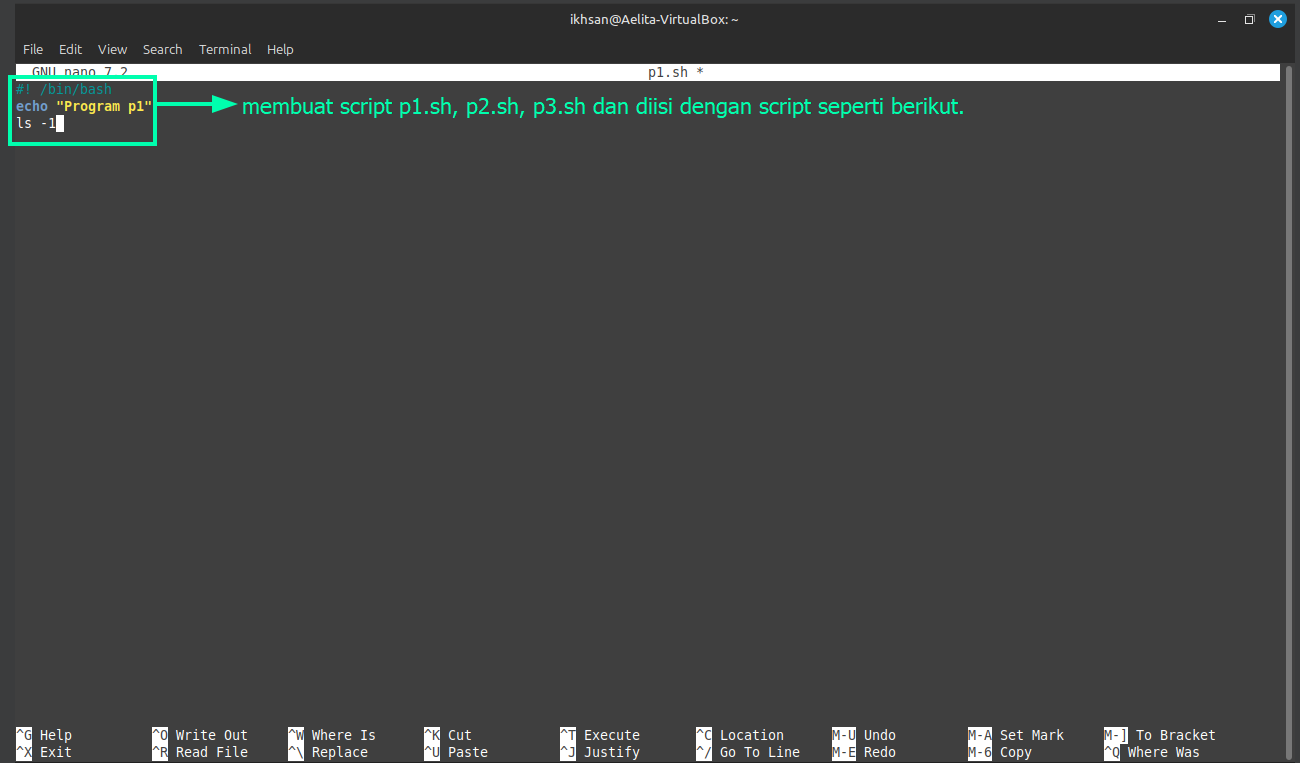 ikhsan@Aelita-VirtualBox: ~
File Edit View Search Terminal Help
GNU nano 7.2 p1.sh *
#! /bin/bash
echo "Program p1"
ls -1
membuat script p1.sh, p2.sh, p3.sh dan diisi dengan script seperti berikut.
^G Help ^O Write Out ^W Where Is ^K Cut ^T Execute ^C Location M-U Undo M-A Set Mark M-] To Bracket
^X Exit ^R Read File ^\ Replace ^U Paste ^J Justify ^/ Go To Line M-E Redo M-6 Copy ^Q Where Was